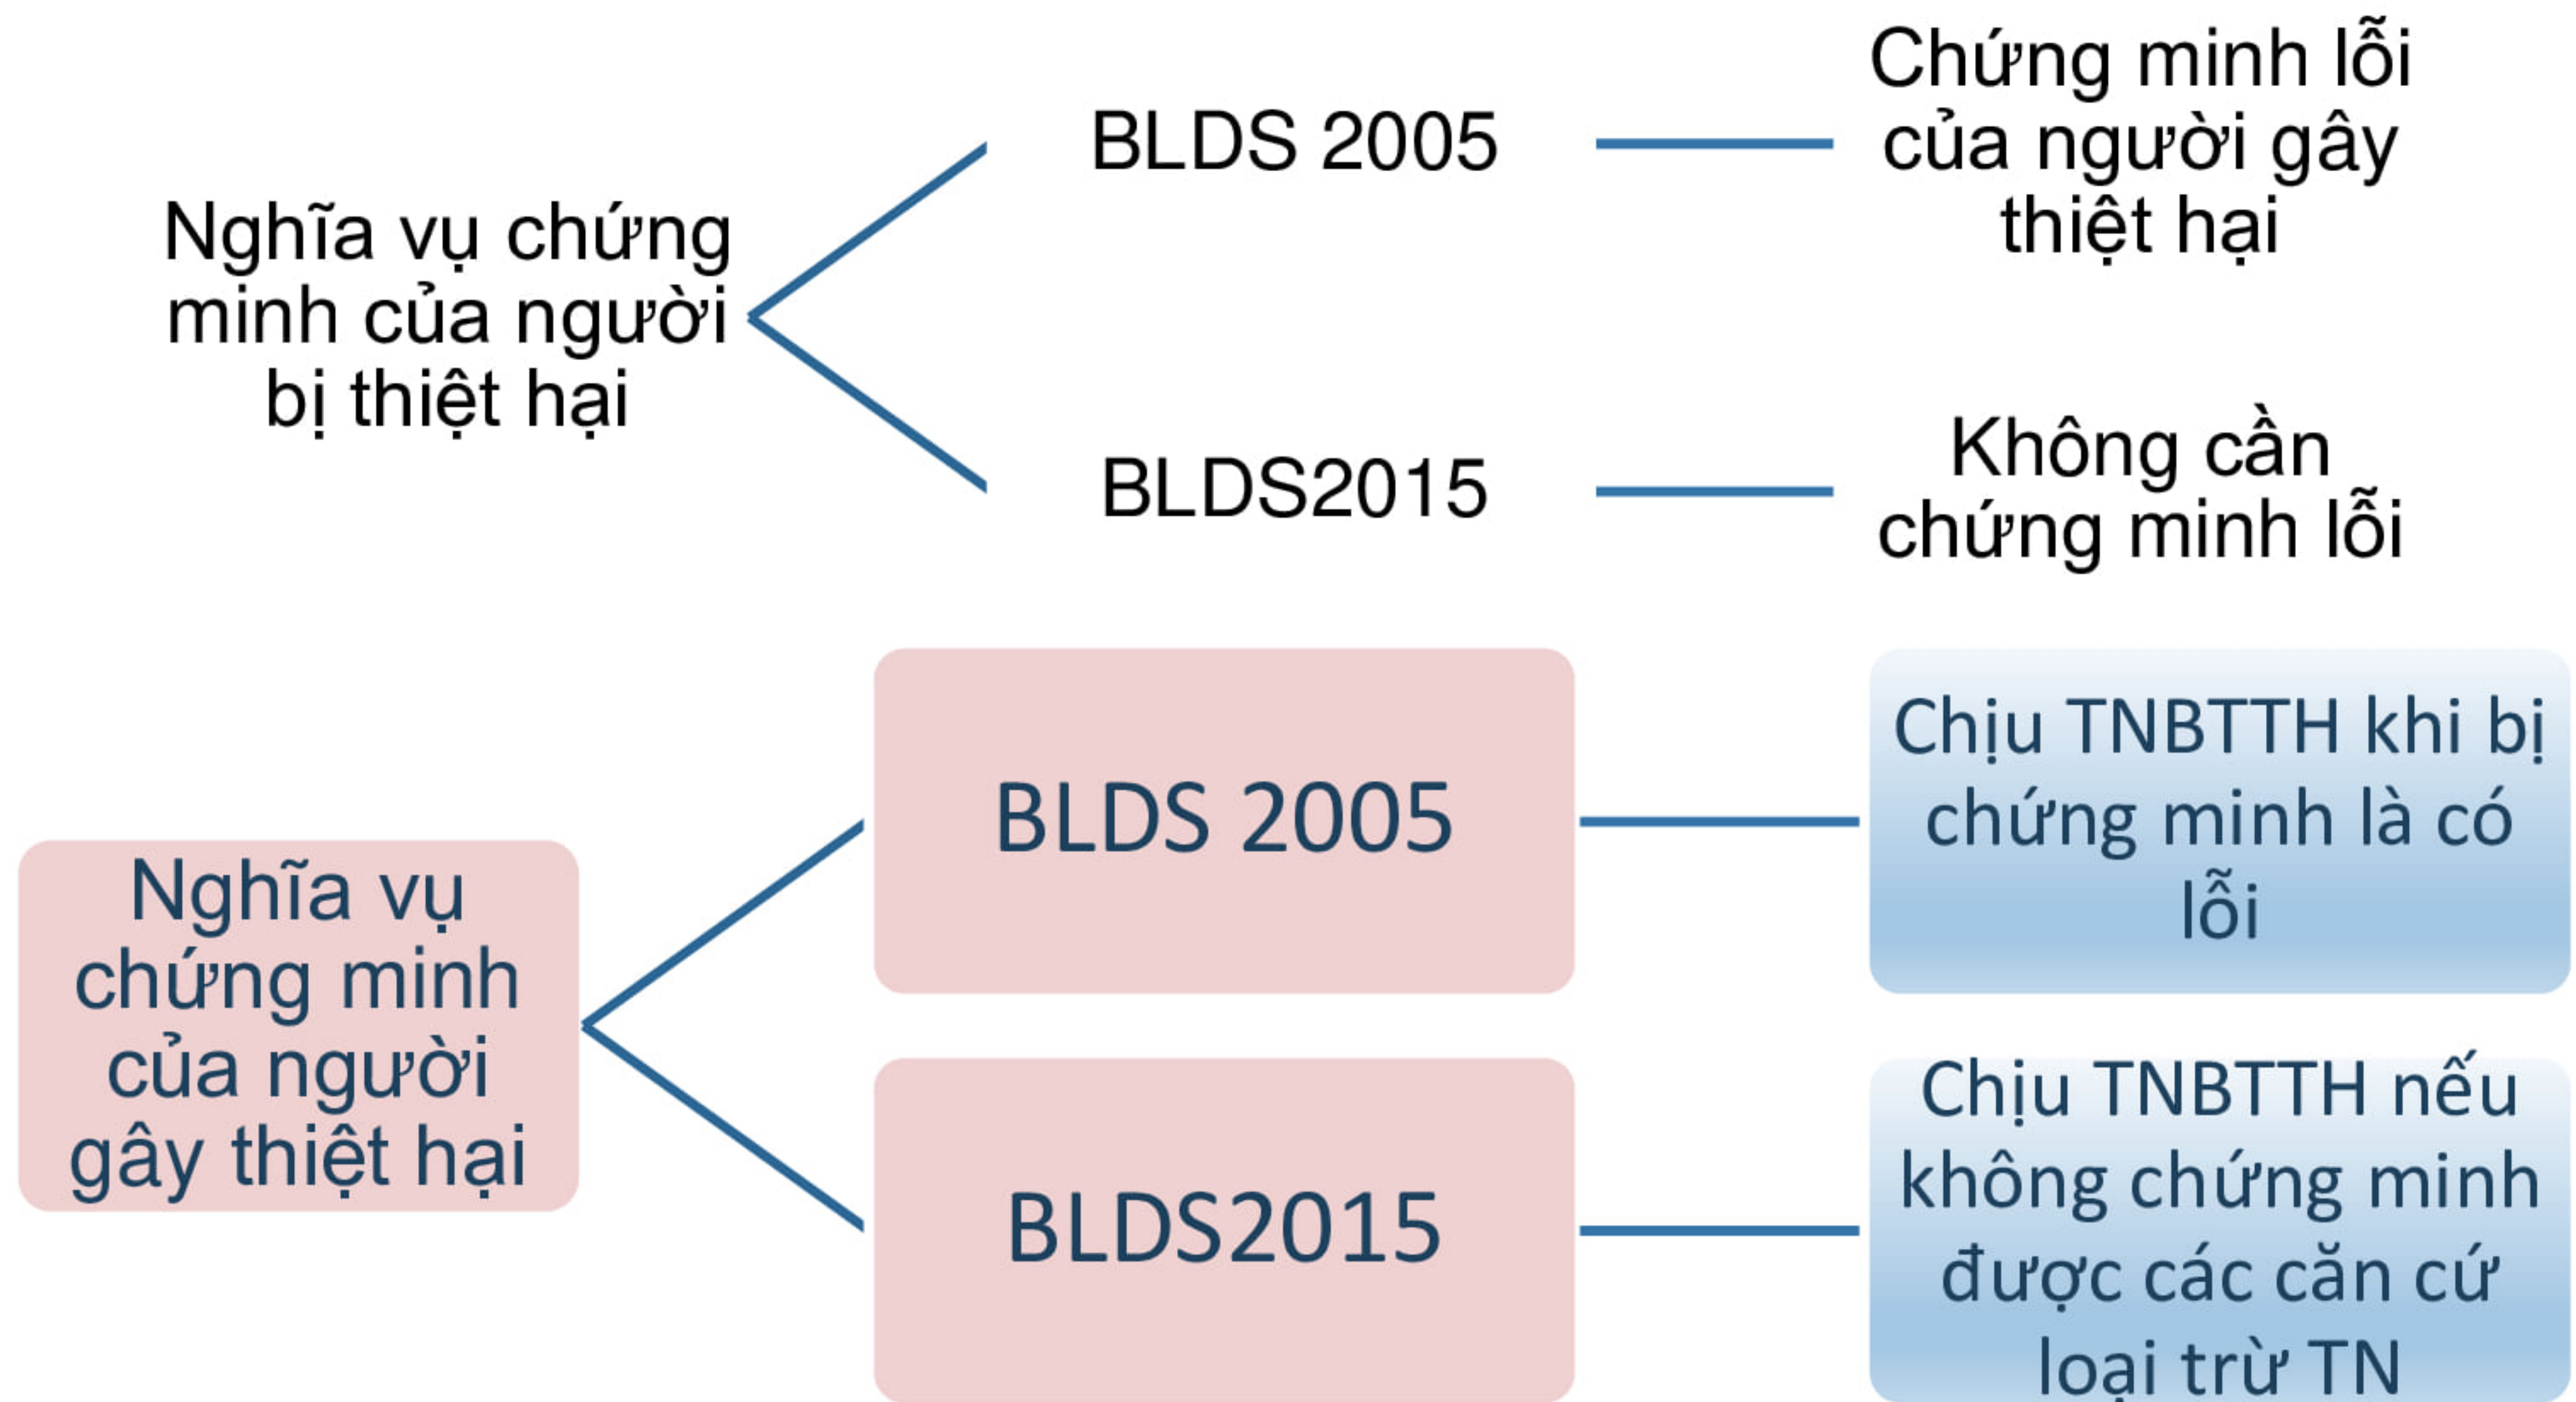 Nghĩa vụ chứng
minh của người
bị thiệt hại
BLDS 2005
Chứng minh lỗi
của người gây
thiệt hại
BLDS2015
Không cần
chứng minh lỗi
Nghĩa vụ
chứng minh
của người
gây thiệt hại
BLDS 2005
Chịu TNBTTH khi bị
chứng minh là có
lỗi
BLDS2015
Chịu TNBTTH nếu
không chứng minh
được các căn cứ
loại trừ TN